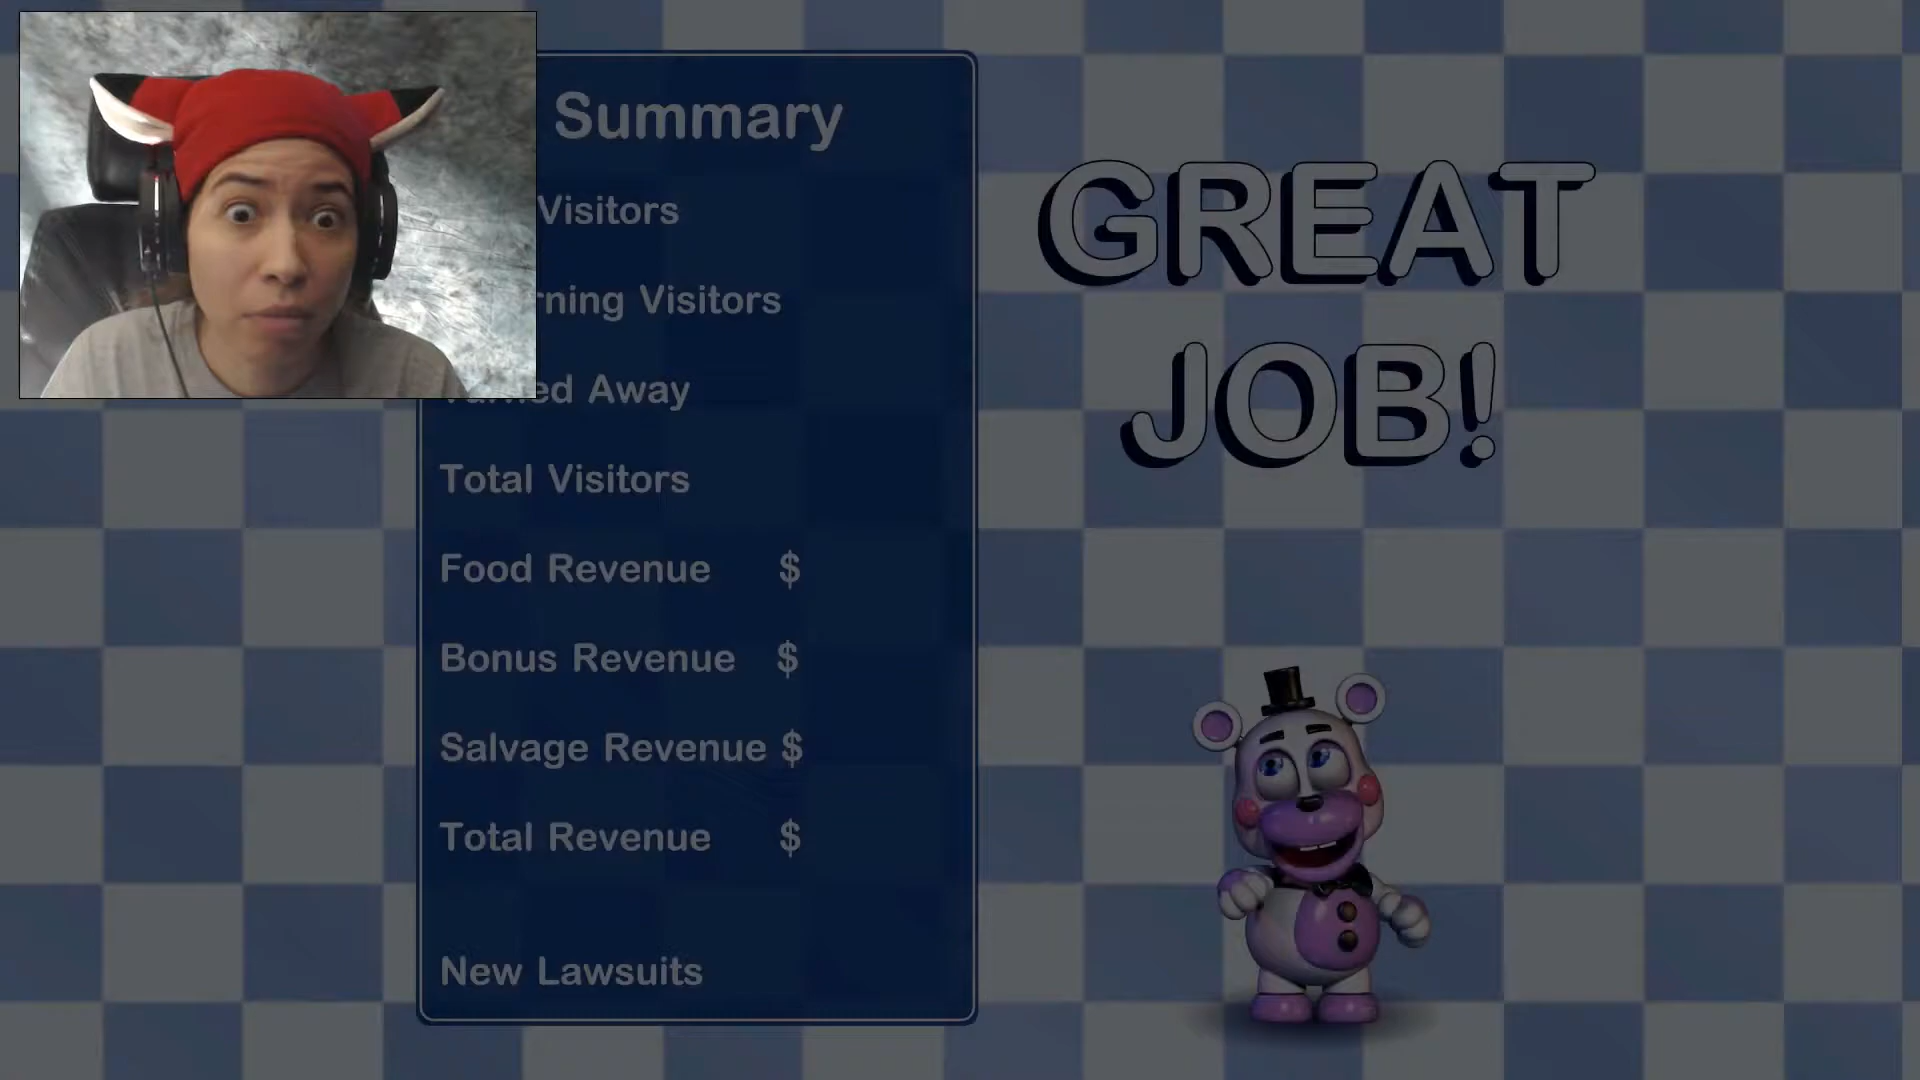 Summary
Visitors
rning Visitors
ed Away
Total Visitors
Food Revenue $
Bonus Revenue $
Salvage Revenue $
Total Revenue $
New Lawsuits
GREAT
JOB!